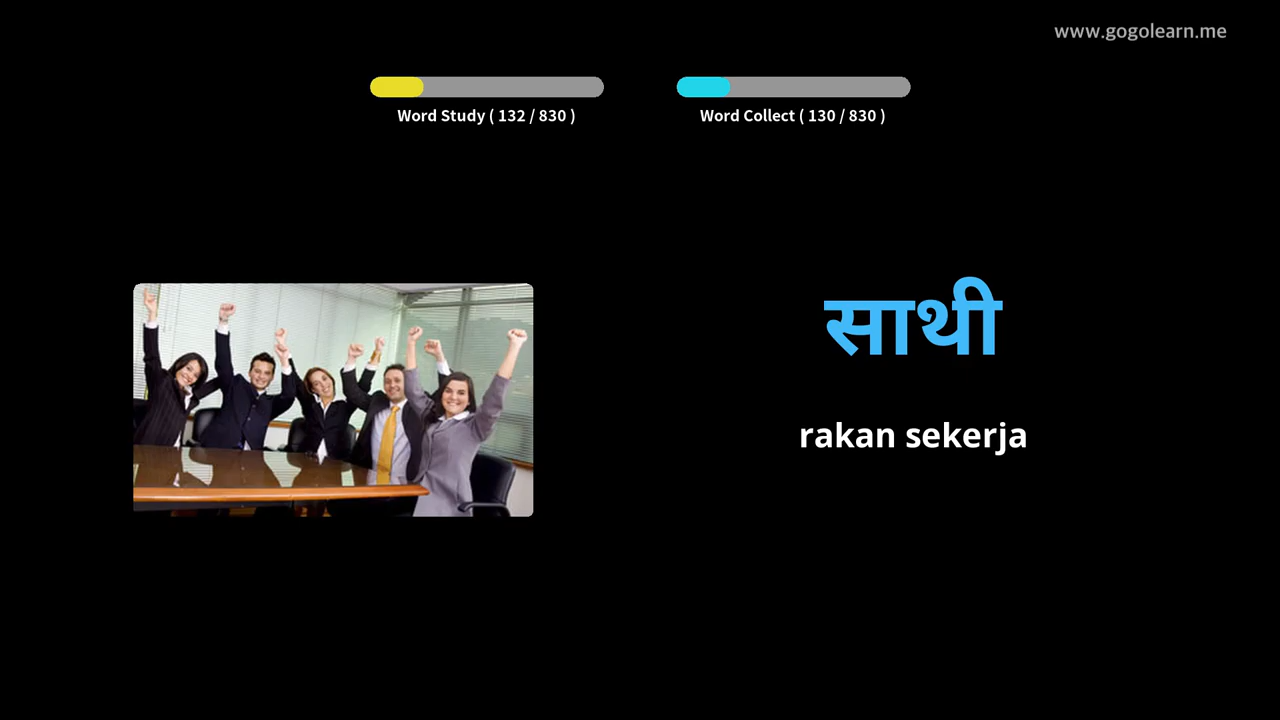 www.gogolearn.me
Word Study ( 132 / 830 )
Word Collect ( 130 / 830 )
साथी
rakan sekerja